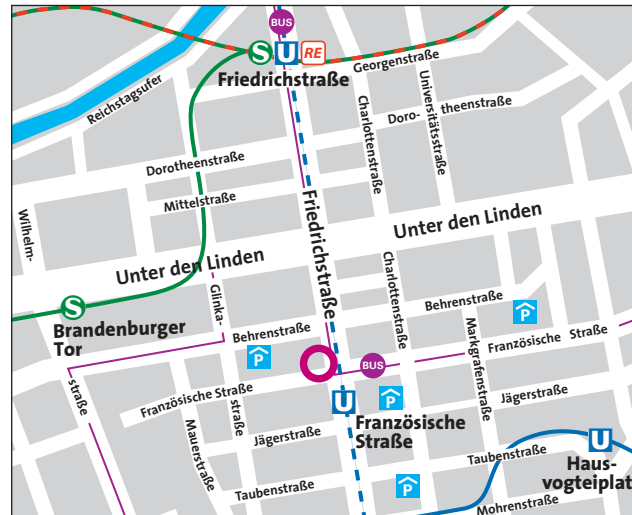 BUS
S
U
RE
Friedrichstraße
Georgenstraße
Reichstagsufer
Charlottenstraße
Universitätsstraße
Doro-
theenstraße
Dorotheenstraße
Mittelstraße
Friedrichstraße
Wilhelm-
Unter den Linden
Unter den Linden
Glinka-
Charlottenstraße
S
Brandenburger
Tor
Behrenstraße
Behrenstraße
P
P
Markgrafenstraße
Französische Straße
BUS
straße
Französische Straße
straße
Mauerstraße
U
P
Jägerstraße
Französische
Straße
Jägerstraße
U
Haus-
vogteiplat
Taubenstraße
Taubenstraße
P
Mohrenstraße